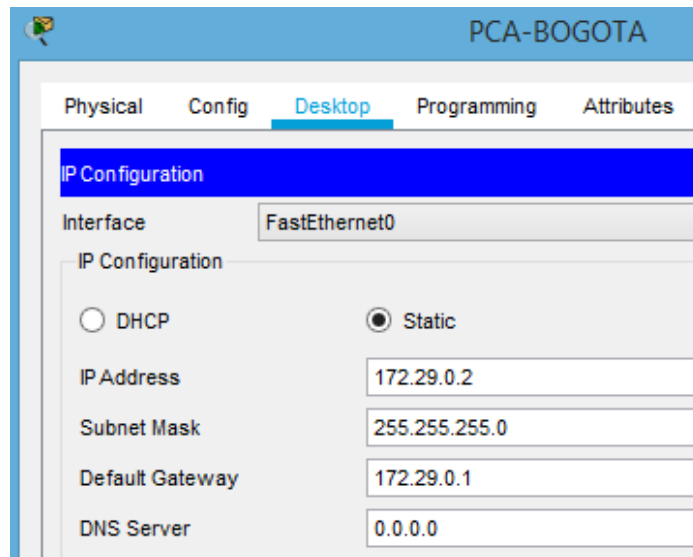 PCA-BOGOTA
Physical Config Desktop Programming Attributes
IP Configuration
Interface FastEthernet0
IP Configuration
DHCP Static
IP Address 172.29.0.2
Subnet Mask 255.255.255.0
Default Gateway 172.29.0.1
DNS Server 0.0.0.0